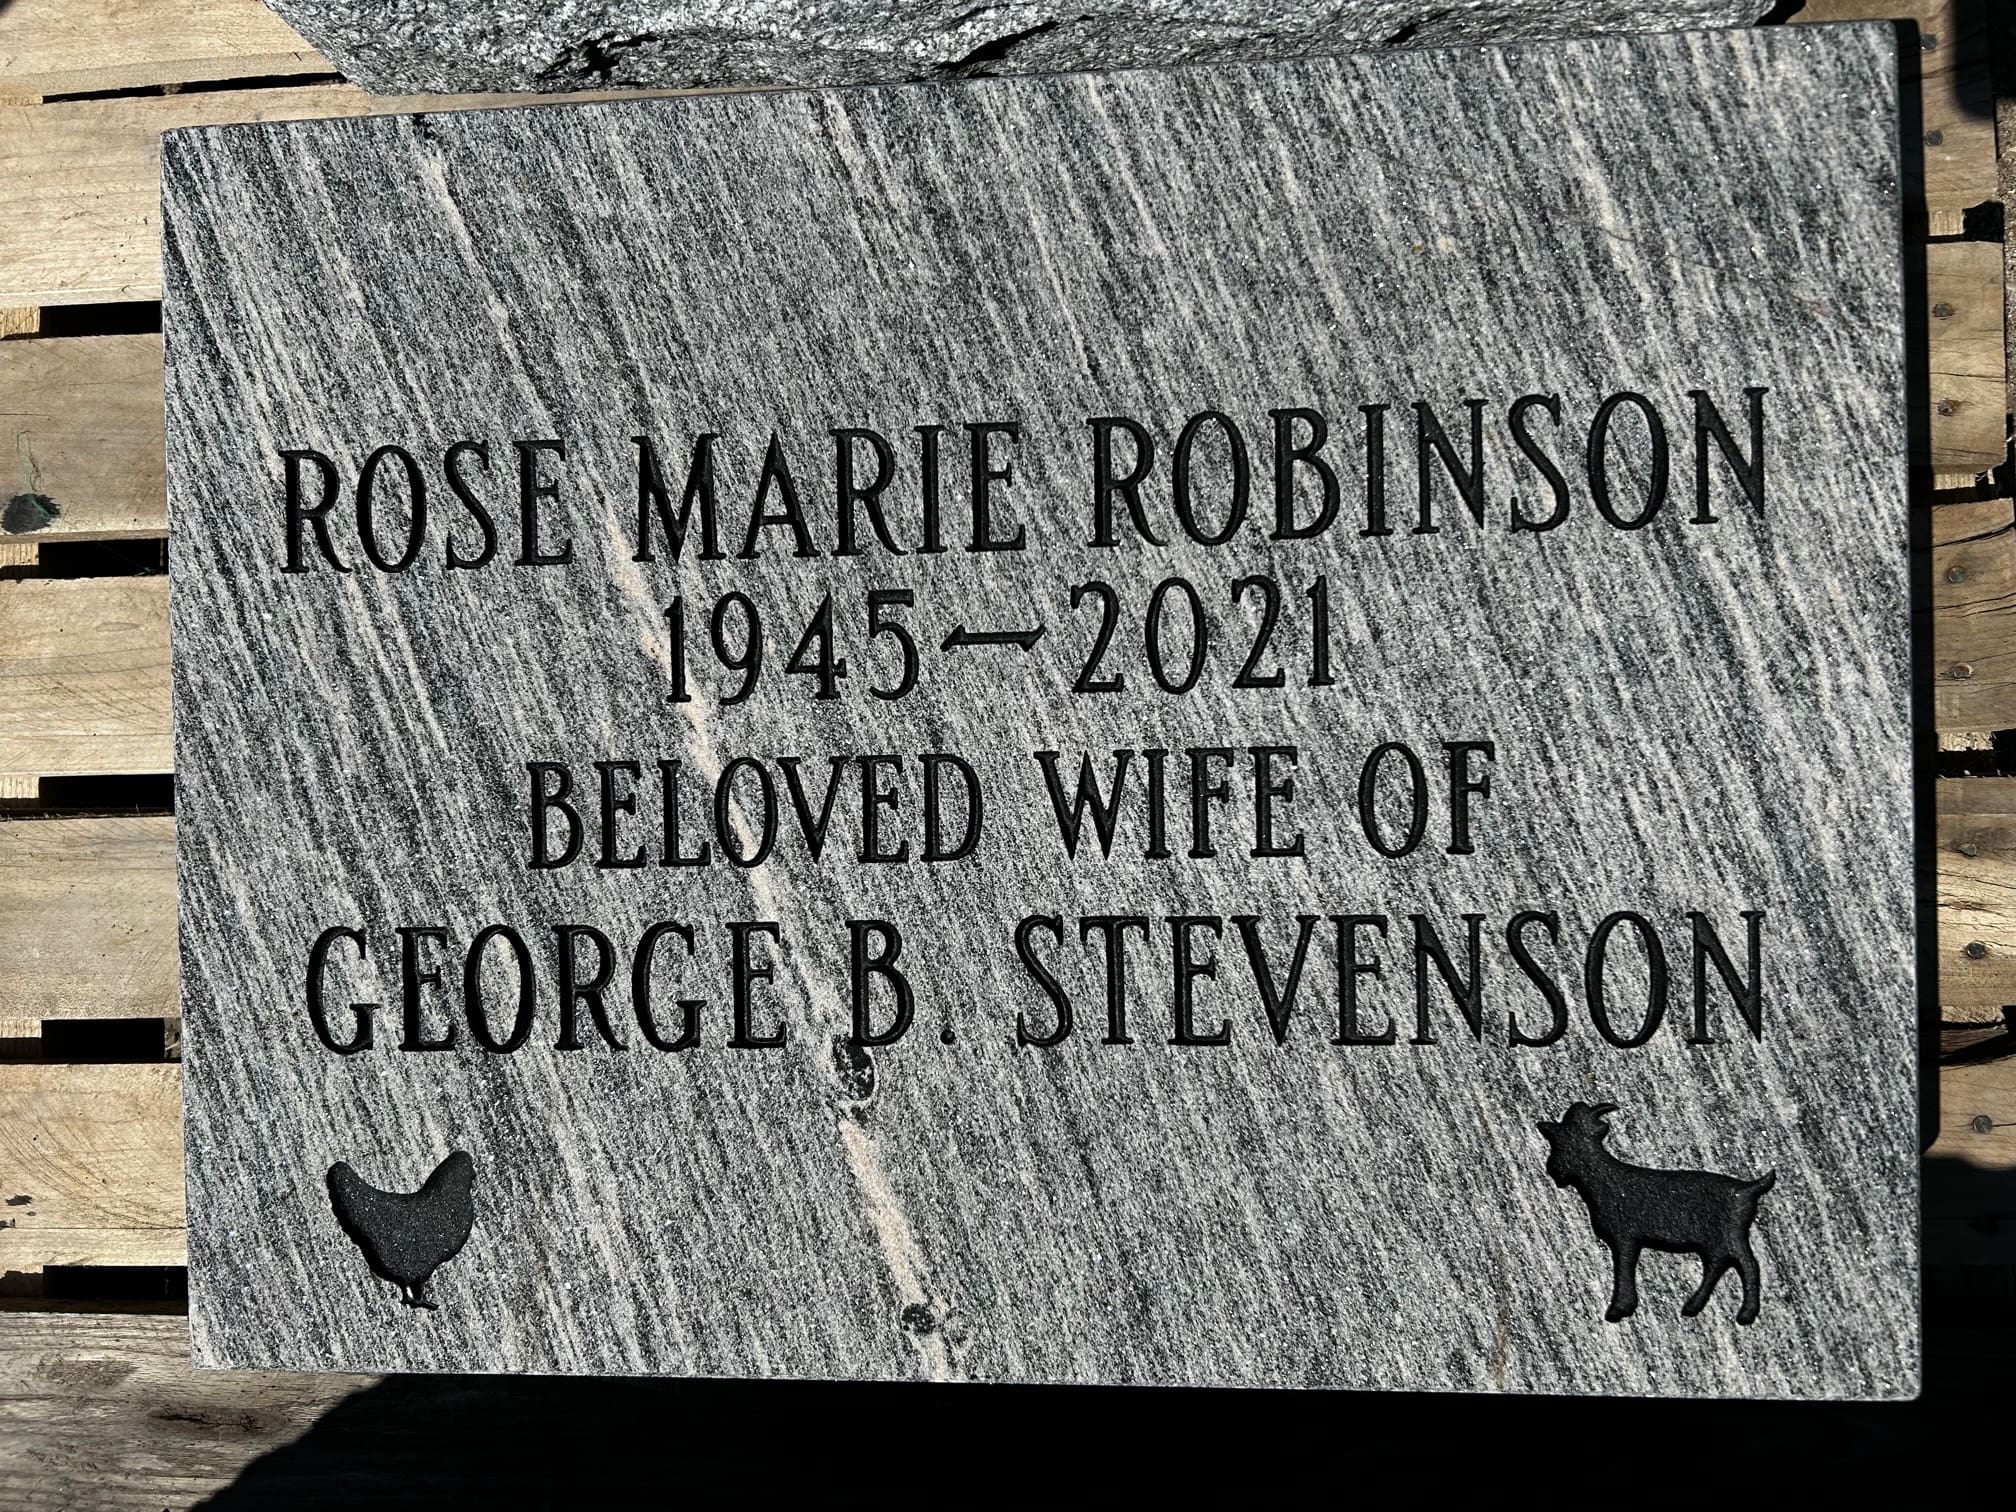 ROSE MARIE ROBINSON
1945—2021
BELOVED WIFE OF
GEORGE B. STEVENSON